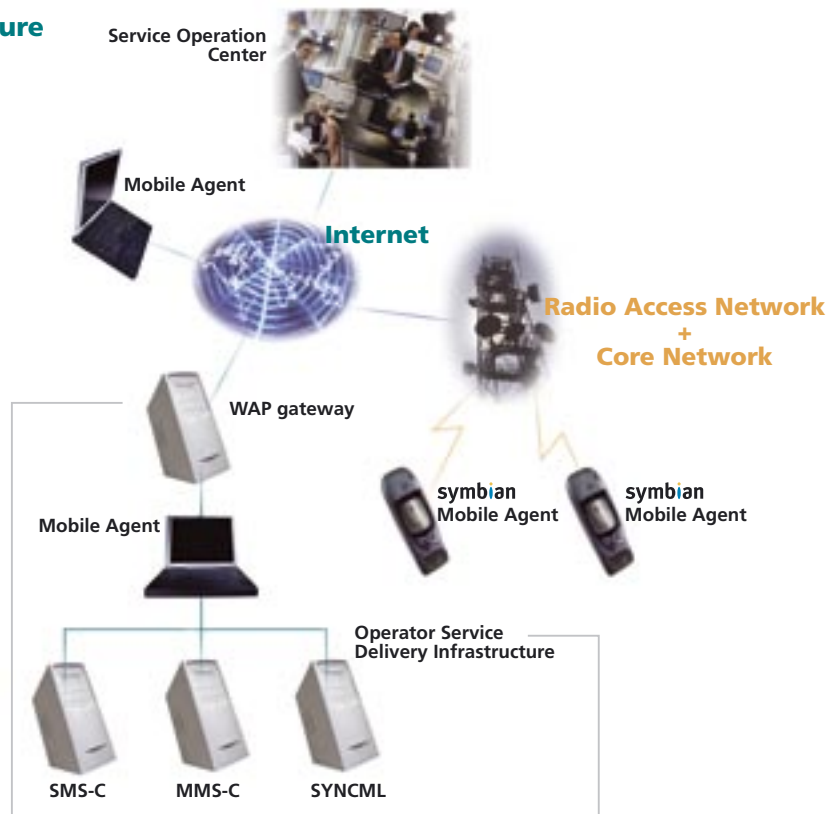 ure
Service Operation
Center
Mobile Agent
Internet
Radio Access Network
+
Core Network
WAP gateway
symbian
Mobile Agent
symbian
Mobile Agent
Mobile Agent
Operator Service
Delivery Infrastructure
SMS-C
MMS-C
SYNCML